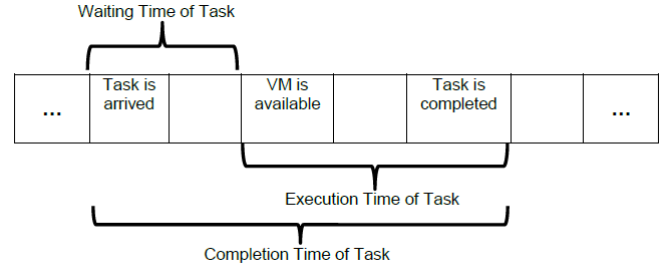 Waiting Time of Task
... Task is VM is Task is ...
arrived available completed
Execution Time of Task
Completion Time of Task